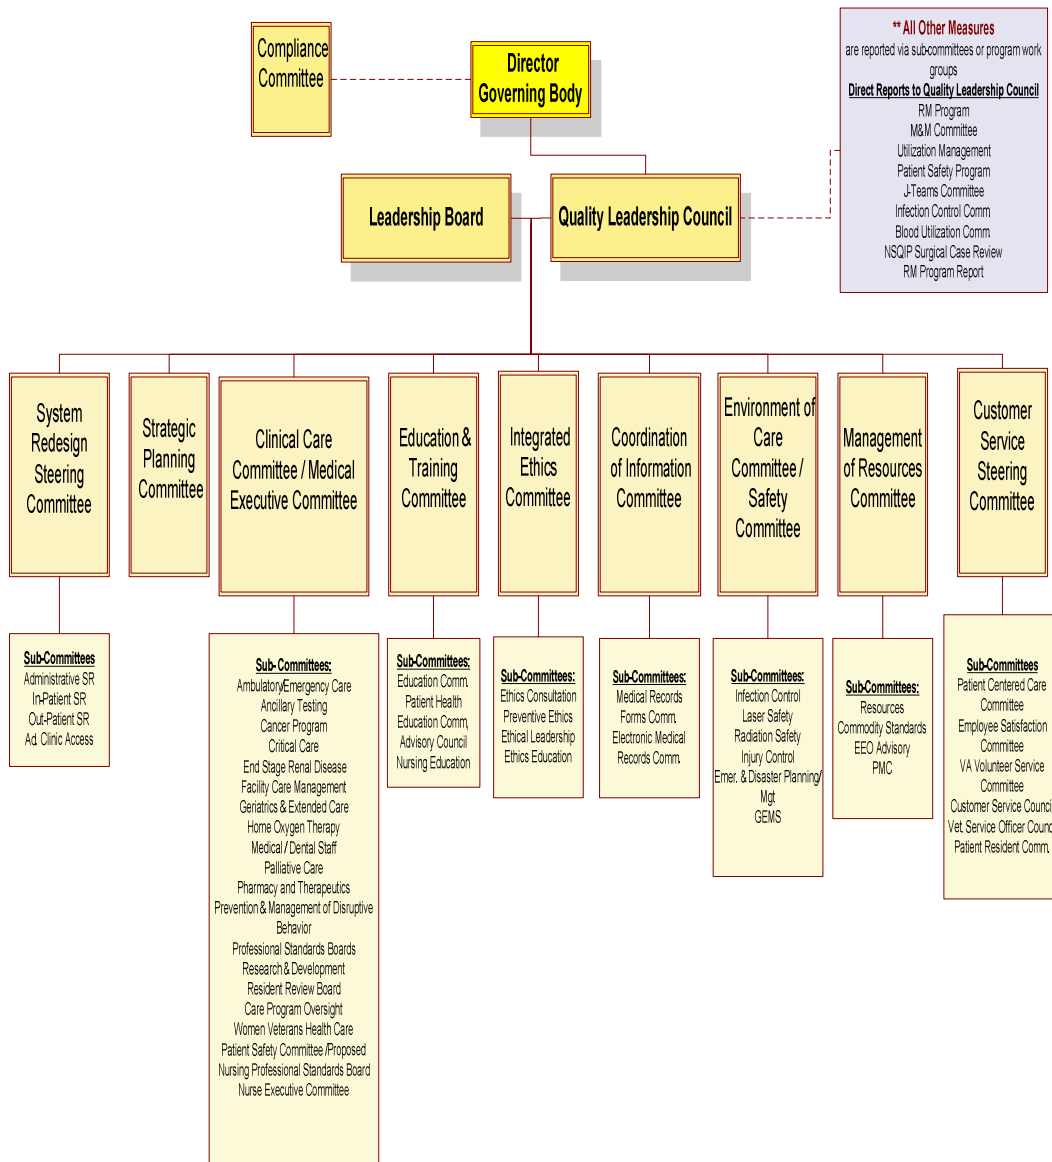 Compliance
Committee
Director
Governing Body
** All Other Measures
are reported via sub-committees or program work
groups
Direct Reports to Quality Leadership Council
RM Program
M&M Committee
Utilization Management
Patient Safety Program
J-Teams Committee
Infection Control Comm.
Blood Utilization Comm.
NSQIP Surgical Case Review
RM Program Report
Leadership Board
Quality Leadership Council
System
Redesign
Steering
Committee
Strategic
Planning
Committee
Clinical Care
Committee / Medical
Executive Committee
Education &
Training
Committee
Integrated
Ethics
Committee
Coordination
of Information
Committee
Environment of
Care
Committee /
Safety
Committee
Management
of Resources
Committee
Customer
Service
Steering
Committee
Sub-Committees
Administrative SR
In-Patient SR
Out-Patient SR
Ad. Clinic Access
Sub- Committees:
Ambulatory/Emergency Care
Ancillary Testing
Cancer Program
Critical Care
End Stage Renal Disease
Facility Care Management
Geriatrics & Extended Care
Home Oxygen Therapy
Medical / Dental Staff
Palliative Care
Pharmacy and Therapeutics
Prevention & Management of Disruptive
Behavior
Professional Standards Boards
Research & Development
Resident Review Board
Care Program Oversight
Women Veterans Health Care
Patient Safety Committee /Proposed
Nursing Professional Standards Board
Nurse Executive Committee
Sub-Committees:
Education Comm.
Patient Health
Education Comm,
Advisory Council
Nursing Education
Sub-Committees:
Ethics Consultation
Preventive Ethics
Ethical Leadership
Ethics Education
Sub-Committees:
Medical Records
Forms Comm.
Electronic Medical
Records Comm.
Sub-Committees:
Infection Control
Laser Safety
Radiation Safety
Injury Control
Emer. & Disaster Planning/
Mgt
GEMS
Sub-Committees:
Resources
Commodity Standards
EEO Advisory
PMC
Sub-Committees
Patient Centered Care
Committee
Employee Satisfaction
Committee
VA Volunteer Service
Committee
Customer Service Council
Vet. Service Officer Counc
Patient Resident Comm.